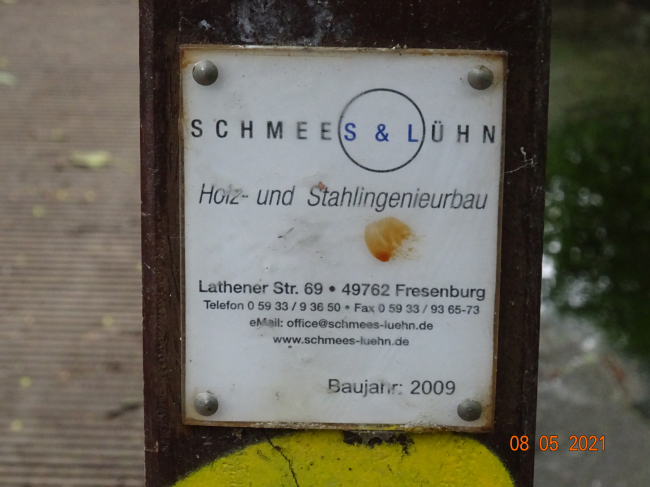 SCHMEES & LÜHN
Holz- und Stahlingenieurbau
Lathener Str. 69 • 49762 Fresenburg
Telefon 0 59 33 / 9 36 50 • Fax 0 59 33 / 93 65-73
eMail: office@schmees-luehn.de
www.schmees-luehn.de
Baujahr: 2009
08 05 2021